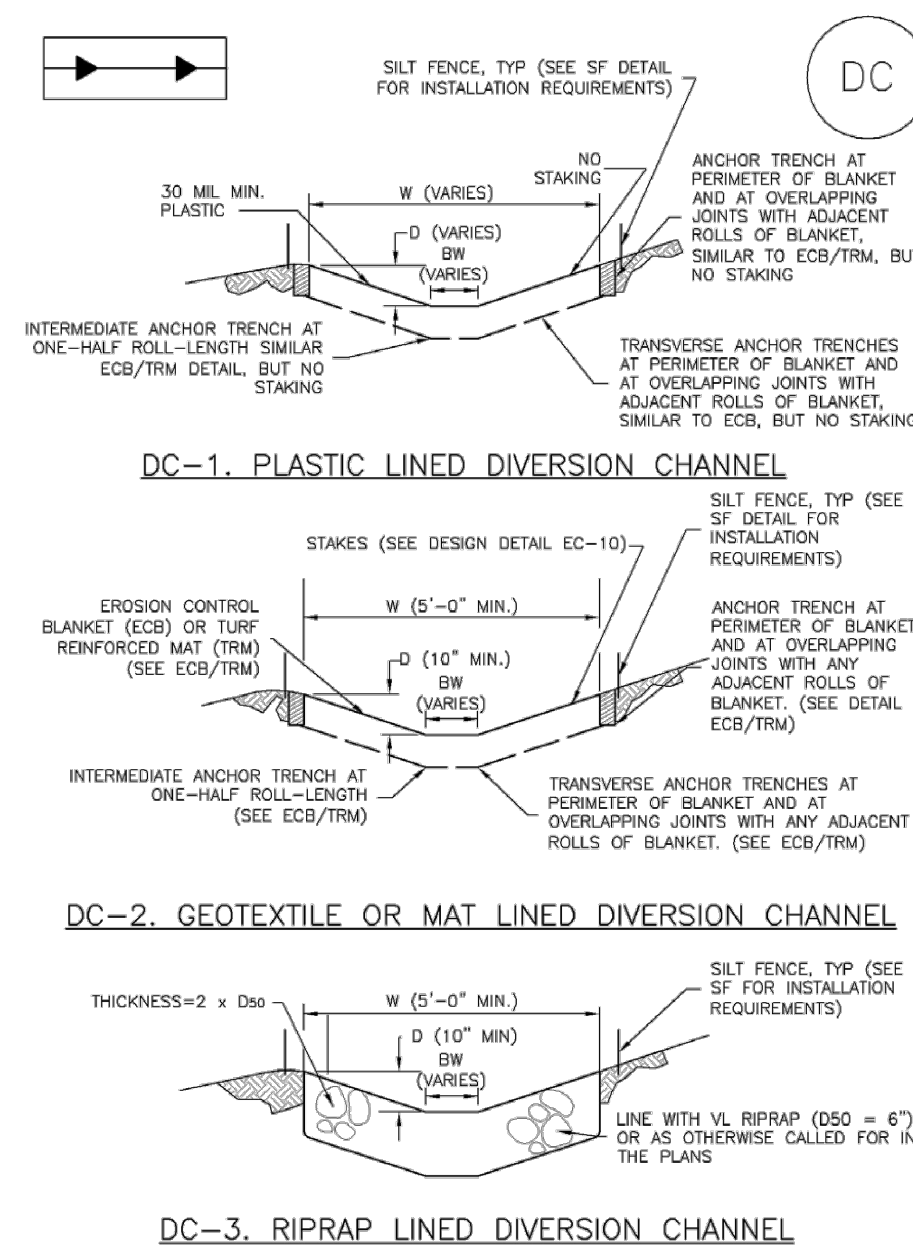 SILT FENCE, TYP (SEE SF DETAIL
FOR INSTALLATION REQUIREMENTS)
DC
NO
STAKING
ANCHOR TRENCH AT
PERIMETER OF BLANKET
AND AT OVERLAPPING
JOINTS WITH ADJACENT
ROLLS OF BLANKET,
SIMILAR TO ECB/TRM, BUT
NO STAKING
30 MIL MIN.
PLASTIC
W (VARIES)
D (VARIES)
BW
(VARIES)
INTERMEDIATE ANCHOR TRENCH AT
ONE-HALF ROLL-LENGTH SIMILAR
ECB/TRM DETAIL, BUT NO
STAKING
TRANSVERSE ANCHOR TRENCHES
AT PERIMETER OF BLANKET AND
AT OVERLAPPING JOINTS WITH
ADJACENT ROLLS OF BLANKET,
SIMILAR TO ECB, BUT NO STAKING
DC-1. PLASTIC LINED DIVERSION CHANNEL
SILT FENCE, TYP (SEE
SF DETAIL FOR
INSTALLATION
REQUIREMENTS)
STAKES (SEE DESIGN DETAIL EC-10)
EROSION CONTROL
BLANKET (ECB) OR TURF
REINFORCED MAT (TRM)
(SEE ECB/TRM)
W (5'-0" MIN.)
D (10" MIN.)
BW
(VARIES)
ANCHOR TRENCH AT
PERIMETER OF BLANKET
AND AT OVERLAPPING
JOINTS WITH ANY
ADJACENT ROLLS OF
BLANKET. (SEE DETAIL
ECB/TRM)
INTERMEDIATE ANCHOR TRENCH AT
ONE-HALF ROLL-LENGTH
(SEE ECB/TRM)
TRANSVERSE ANCHOR TRENCHES AT
PERIMETER OF BLANKET AND AT
OVERLAPPING JOINTS WITH ANY ADJACENT
ROLLS OF BLANKET. (SEE ECB/TRM)
DC-2. GEOTEXTILE OR MAT LINED DIVERSION CHANNEL
SILT FENCE, TYP (SEE
SF FOR INSTALLATION
REQUIREMENTS)
THICKNESS=2 x D50
W (5'-0" MIN.)
D (10" MIN)
BW
(VARIES)
LINE WITH VL RIPRAP (D50 = 6")
OR AS OTHERWISE CALLED FOR IN
THE PLANS
DC-3. RIPRAP LINED DIVERSION CHANNEL